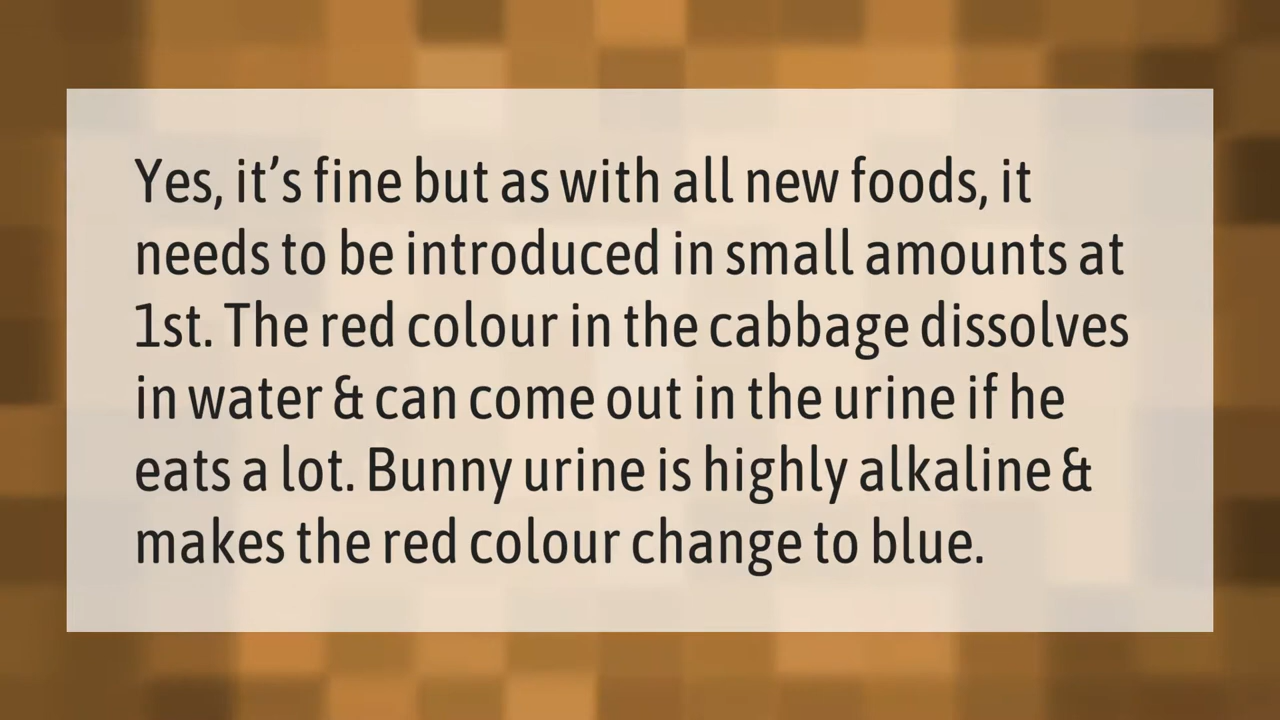 Yes, it’s fine but as with all new foods, it
needs to be introduced in small amounts at
1st. The red colour in the cabbage dissolves
in water & can come out in the urine if he
eats a lot. Bunny urine is highly alkaline &
makes the red colour change to blue.